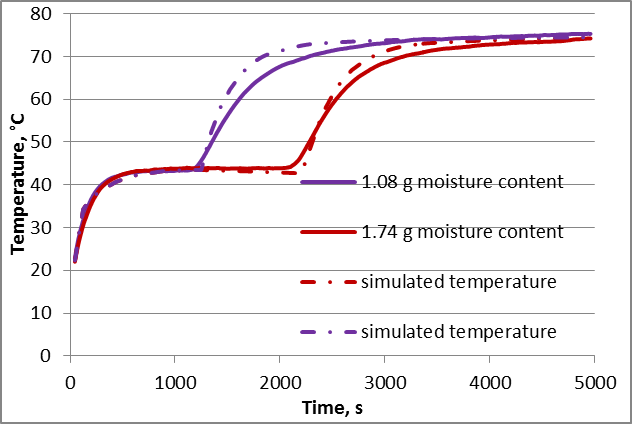 80
70
60
50
40
30
20
10
0
Temperature, ˚C
1.08 g moisture content
1.74 g moisture content
simulated temperature
simulated temperature
0 1000 2000 3000 4000 5000
Time, s